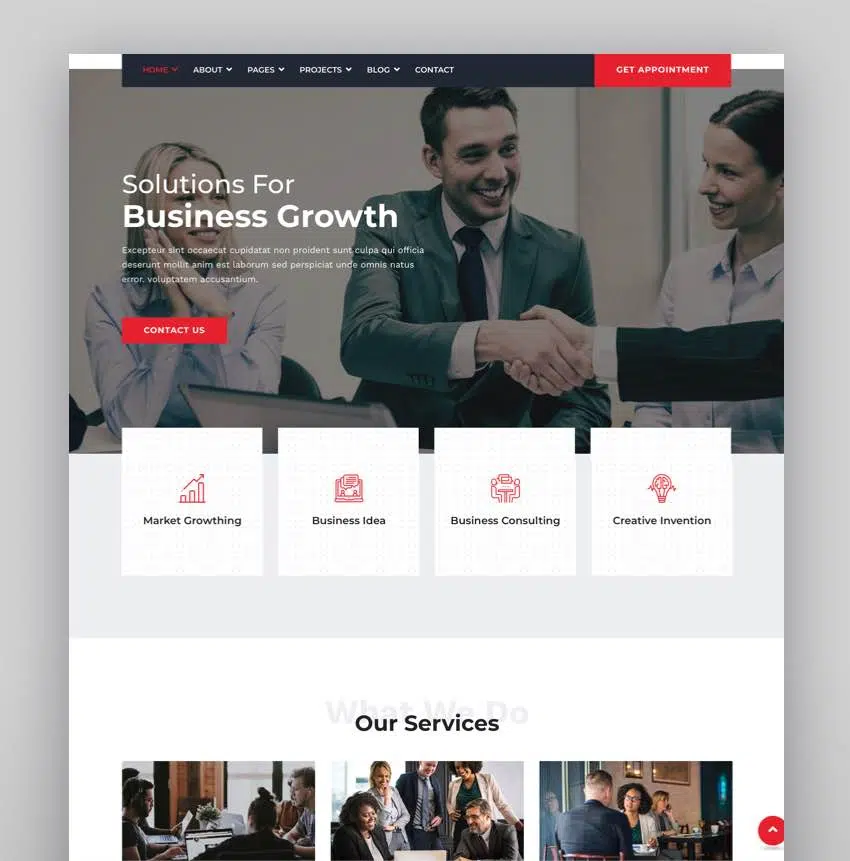 HOME ABOUT PAGES PROJECTS BLOG CONTACT GET APPOINTMENT
Solutions For
Business Growth
Excepteur sint occaecat cupidatat non proident sunt culpa qui officia
deserunt mollit anim est laborum sed perspiciat unde omnis natus
error. voluptatem accusantium.
CONTACT US
Market Growthing
Business Idea
Business Consulting
Creative Invention
What We Do
Our Services